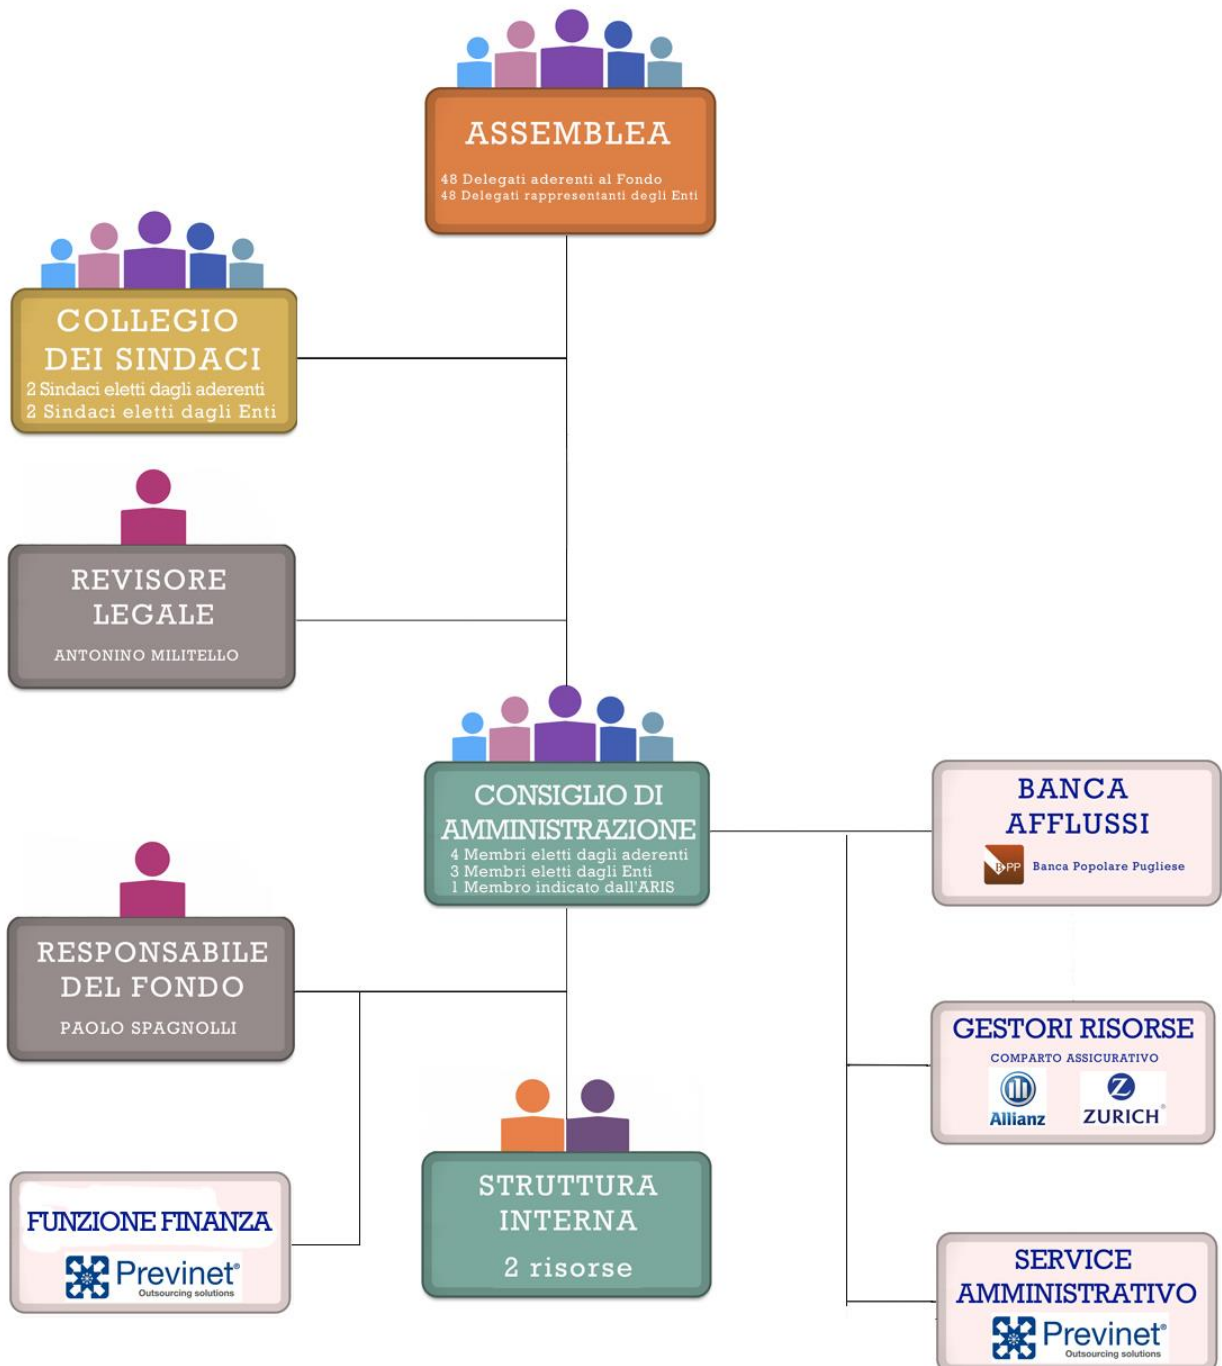 ASSEMBLEA
48 Delegati aderenti al Fondo
48 Delegati rappresentanti degli Enti
COLLEGIO
DEI SINDACI
2 Sindaci eletti dagli aderenti
2 Sindaci eletti dagli Enti
REVISORE
LEGALE
ANTONINO MILITELLO
CONSIGLIO DI
AMMINISTRAZIONE
4 Membri eletti dagli aderenti
3 Membri eletti dagli Enti
1 Membro indicato dall'ARIS
BANCA
AFFLUSSI
BPP Banca Popolare Pugliese
RESPONSABILE
DEL FONDO
PAOLO SPAGNOLLI
GESTORI RISORSE
COMPARTO ASSICURATIVO
Allianz ZURICH®
STRUTTURA
INTERNA
2 risorse
FUNZIONE FINANZA
Previnet®
Outsourcing solutions
SERVICE
AMMINISTRATIVO
Previnet®
Outsourcing solutions